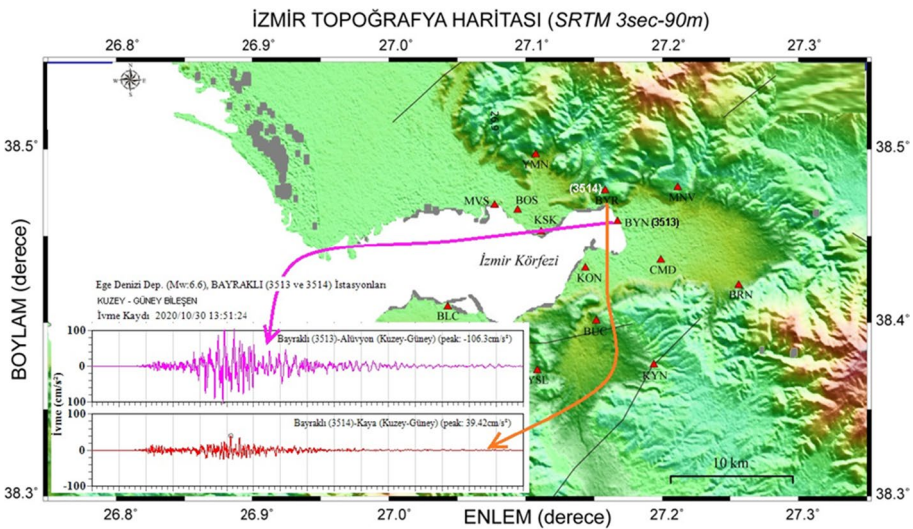 İZMİR TOPOĞRAFYA HARİTASI (SRTM 3sec-90m)
26.8° 26.9° 27.0° 27.1° 27.2° 27.3°
38.5° 38.5°
YMN
(3514) BYR MNV
MVS BOS
KSK BYN (3513)
İzmir Körfezi
KON CMD
BRN
BLC
38.4° 38.4°
BUC
YSL KYN
BOYLAM (derece)
Ege Denizi Dep. (Mw:6.6), BAYRAKLI (3513 ve 3514) İstasyonları
KUZEY - GÜNEY BİLEŞEN
İvme Kaydı 2020/10/30 13:51:24
100 Bayraklı (3513)-Alüvyon (Kuzey-Güney) (peak: -106.3cm/s²)
0
100
İvme (cm/s²)
100 Bayraklı (3514)-Kaya (Kuzey-Güney) (peak: 39.42cm/s²)
0
-100
10 km
38.3° 38.3°
26.8° 26.9° 27.0° 27.1° 27.2° 27.3°
ENLEM (derece)